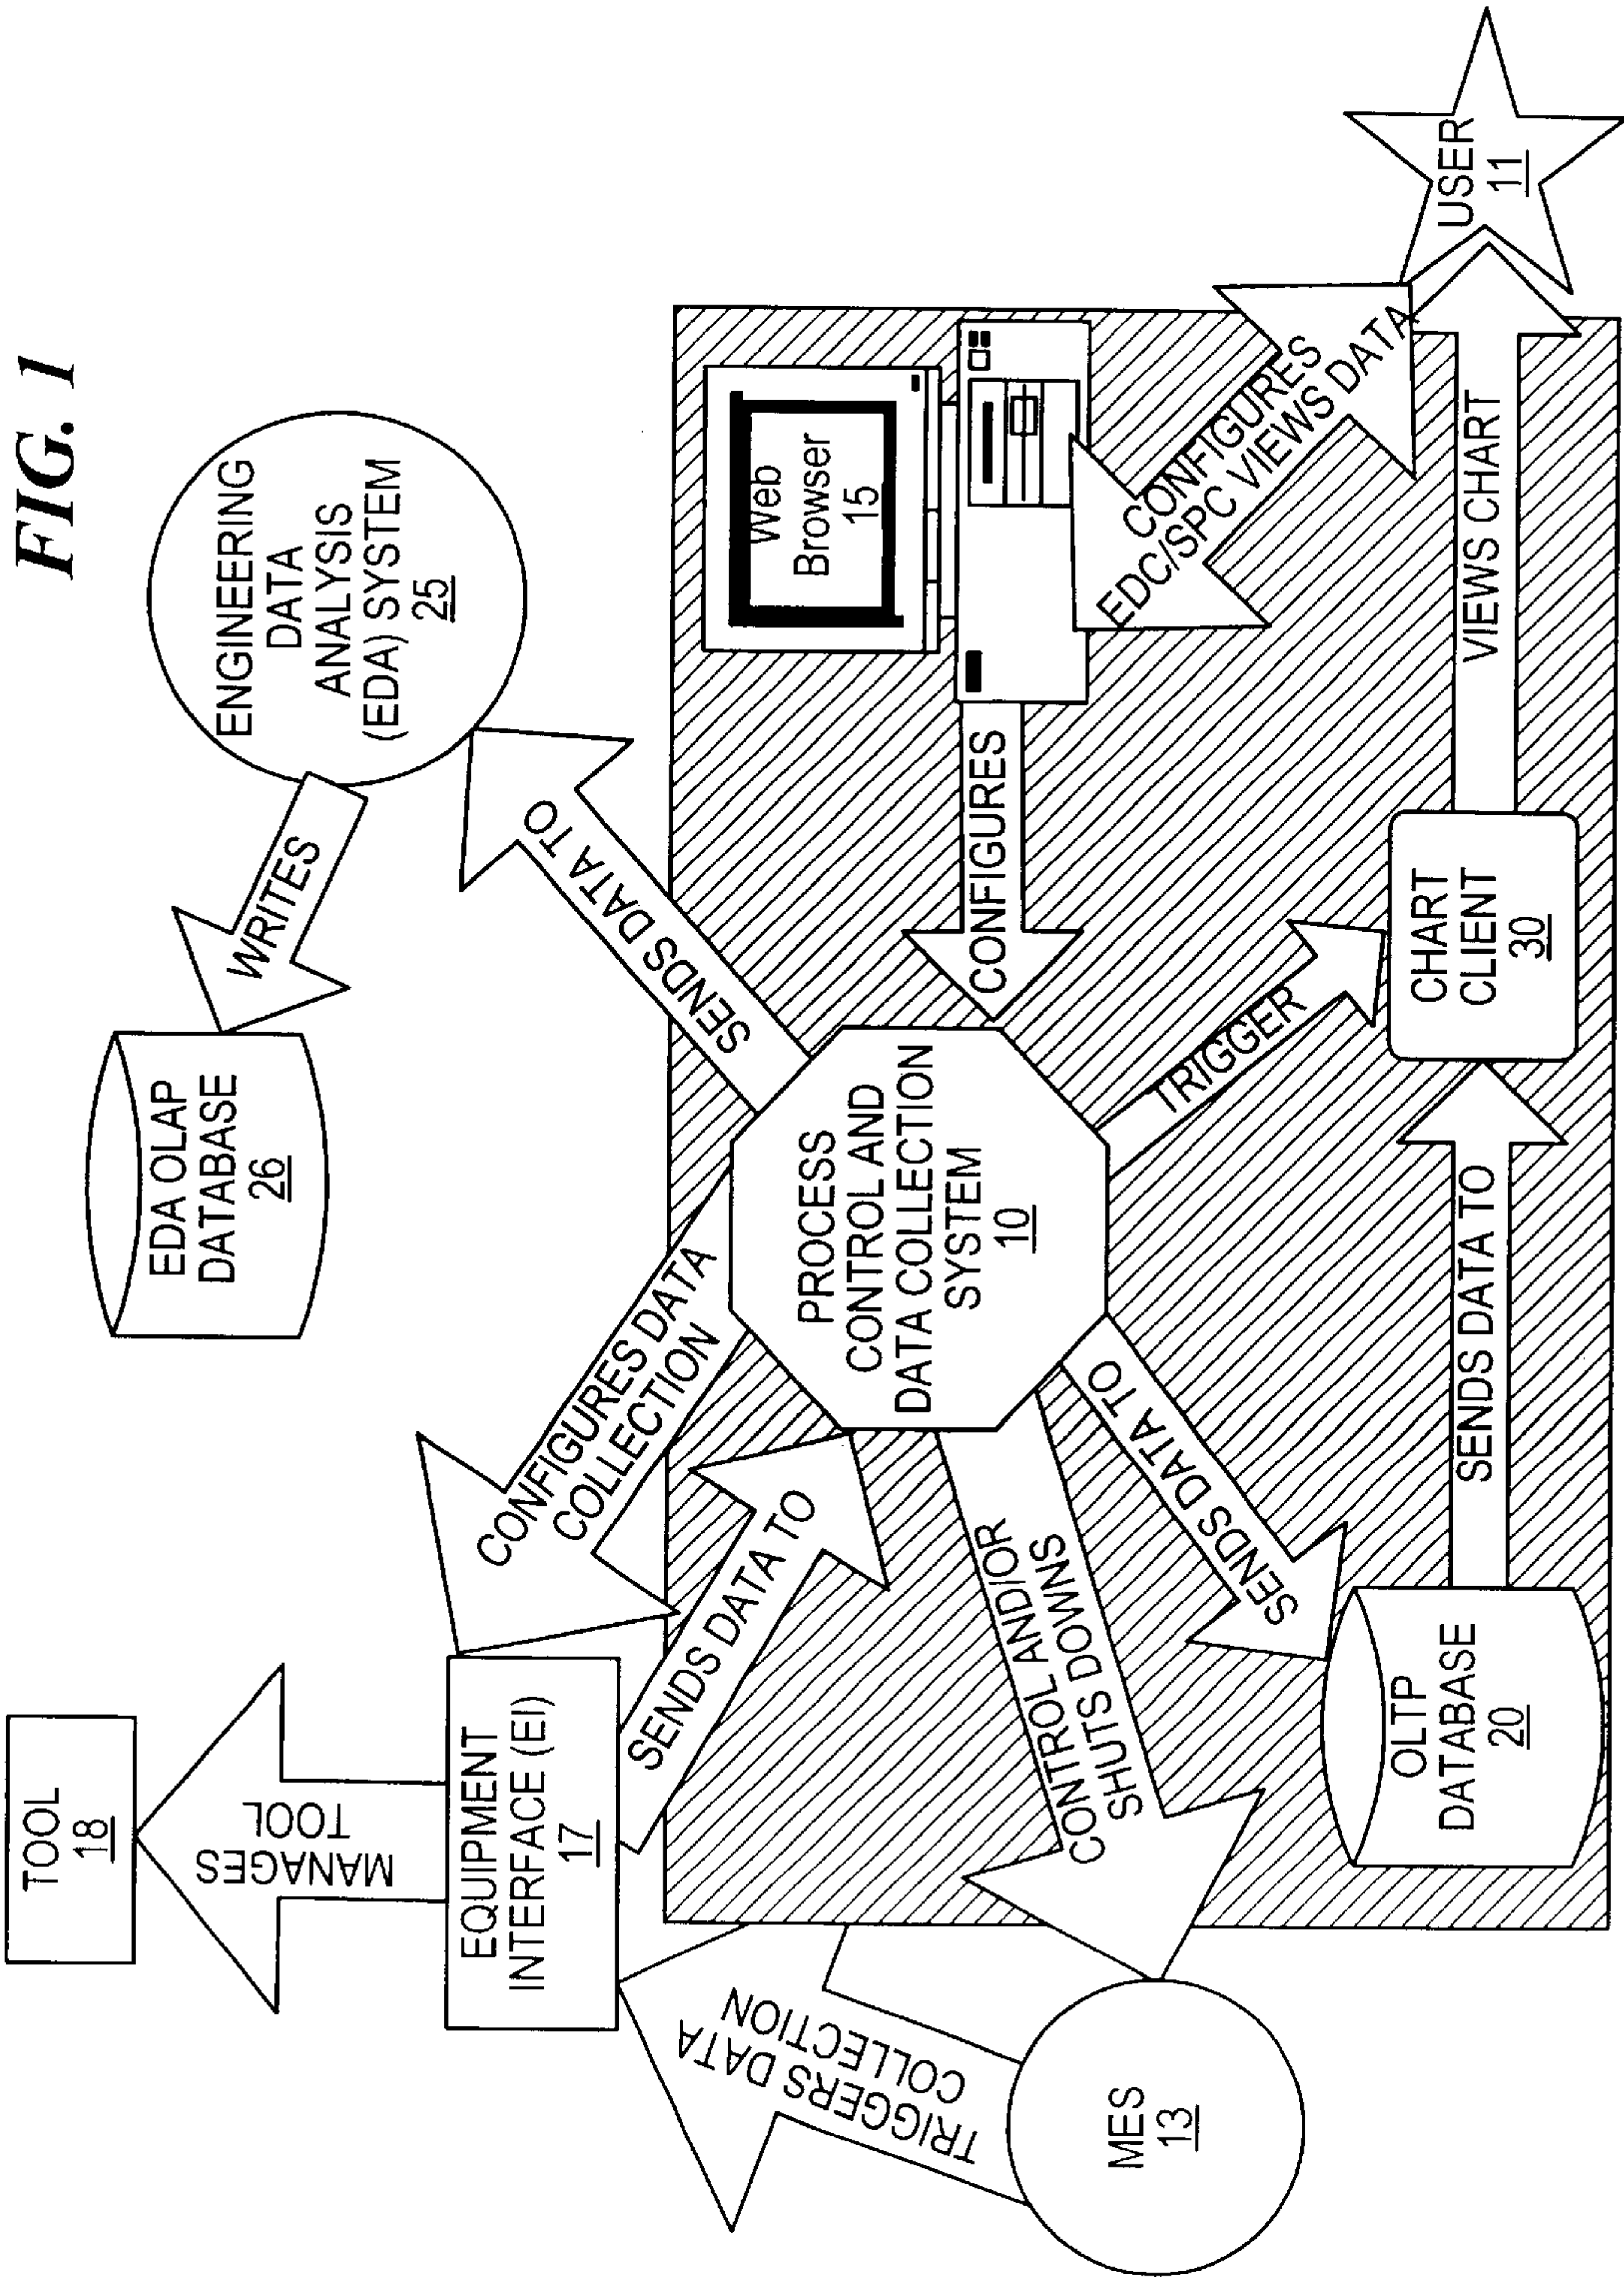 FIG. 1
TOOL
18
MANAGES
TOOL
EQUIPMENT
INTERFACE (EI)
17
TRIGGERS DATA
COLLECTION
MES
13
EDA OLAP
DATABASE
26
WRITES
ENGINEERING
DATA
ANALYSIS
(EDA) SYSTEM
25
CONFIGURES DATA
COLLECTION
SENDS DATA TO
SENDS DATA TO
PROCESS
CONTROL AND
DATA COLLECTION
SYSTEM
10
CONFIGURES
Web
Browser
15
CONTROL AND/OR
SHUTS DOWNS
SENDS DATA TO
TRIGGER
CONFIGURES
EDC/SPC VIEWS DATA
OLTP
DATABASE
20
SENDS DATA TO
CHART
CLIENT
30
VIEWS CHART
USER
11